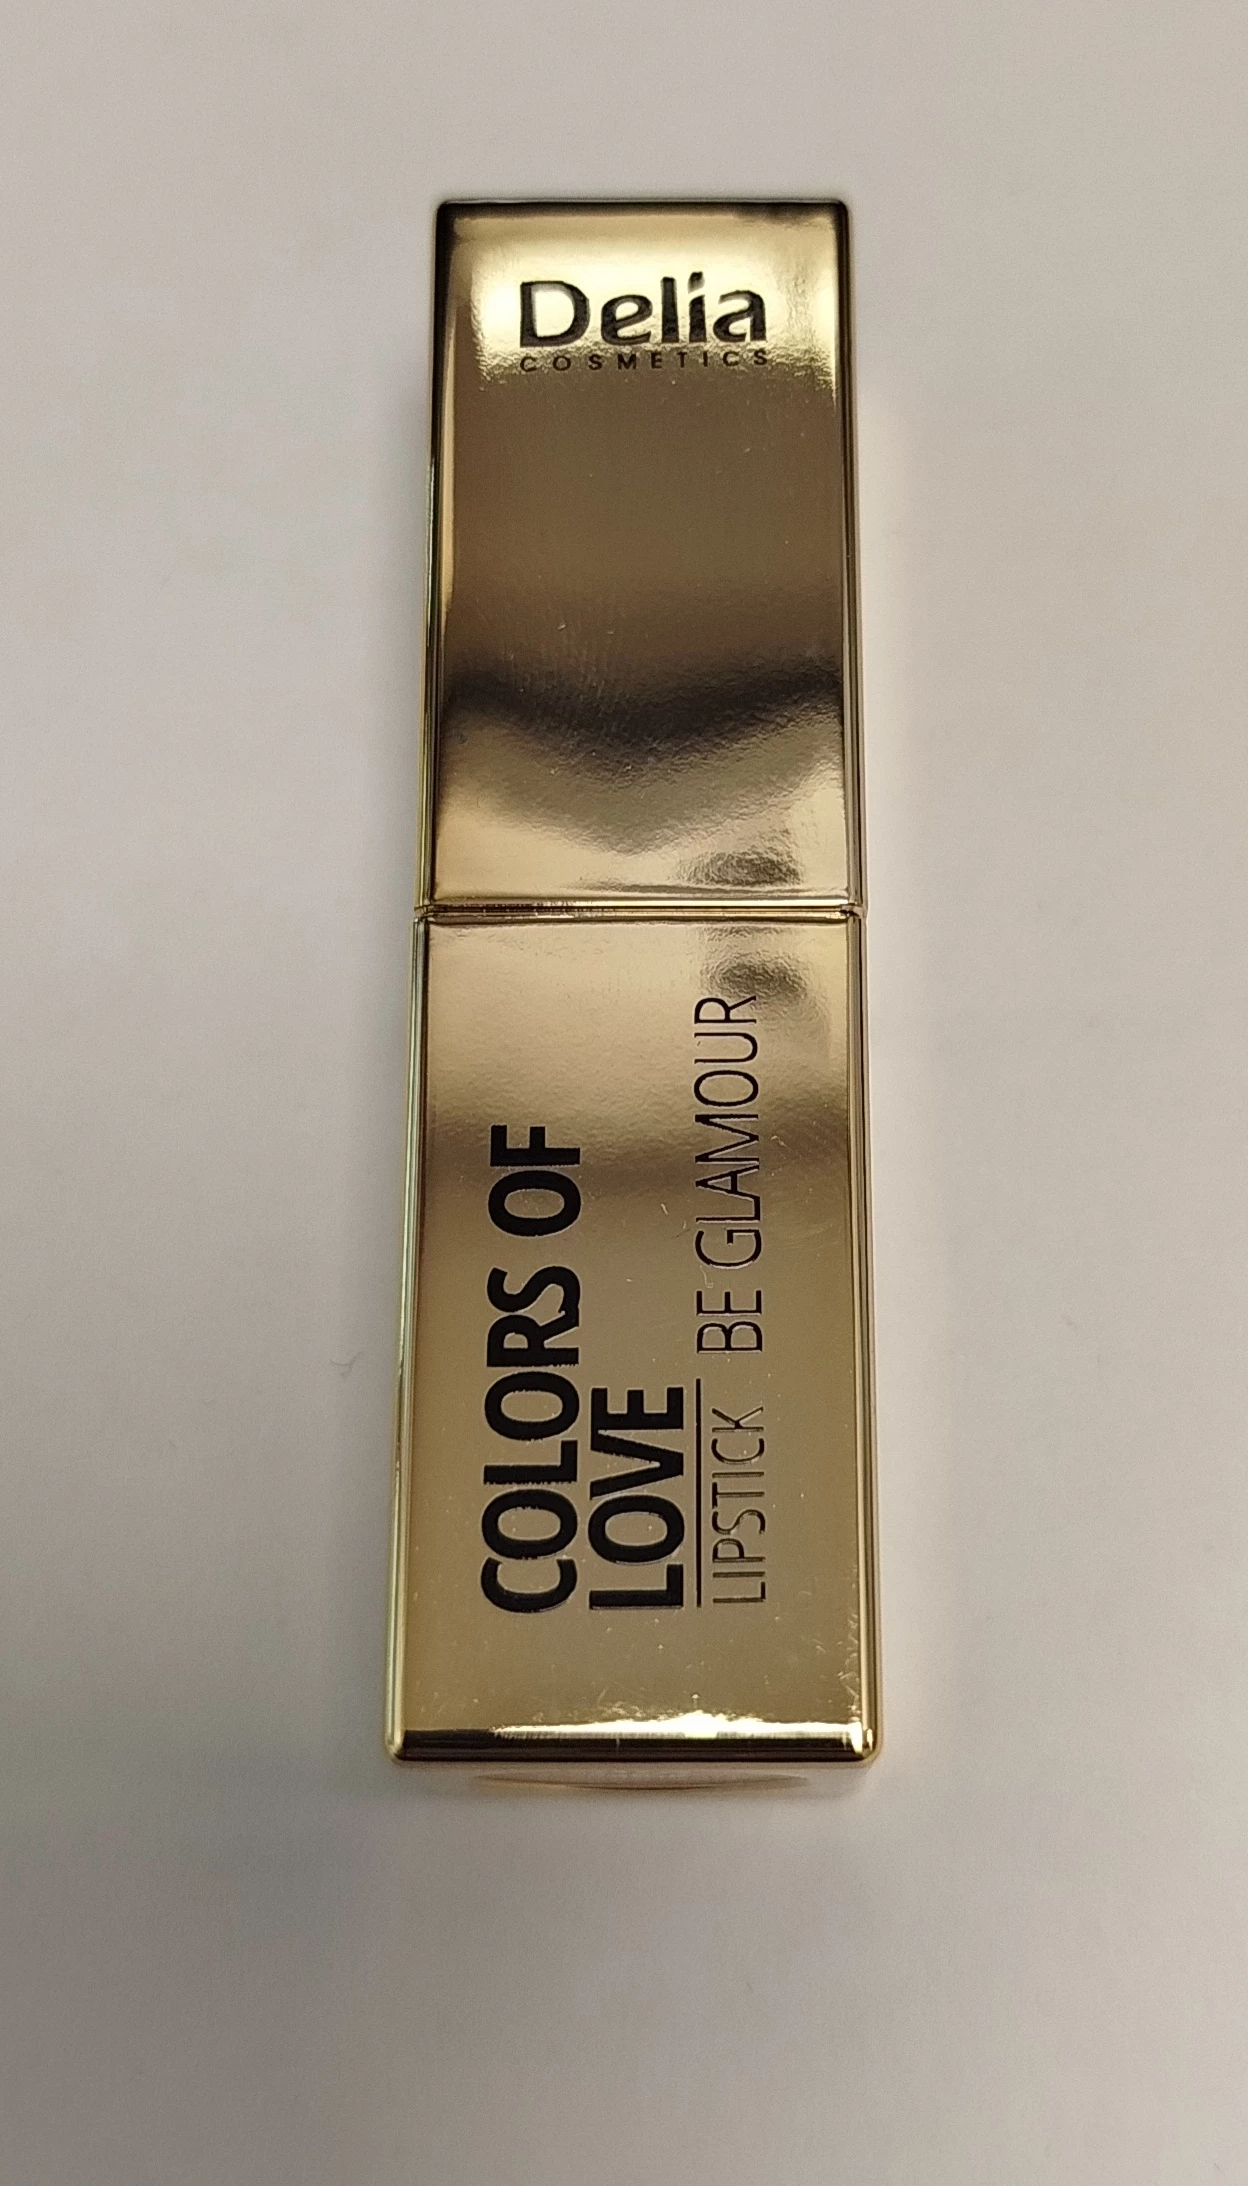 Delia
COSMETICS
COLORS OF
LOVE
LIPSTICK BE GLAMOUR